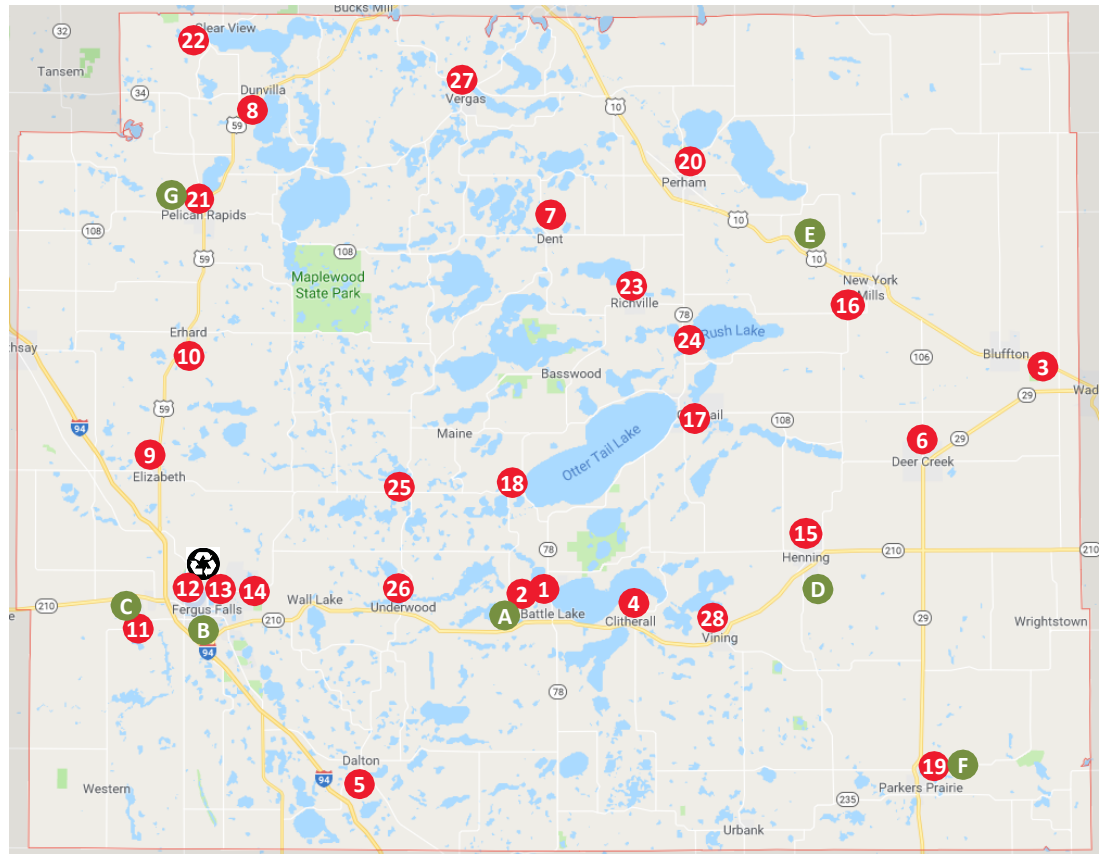 Bucks Mill
Clear View
22
32
Tansem
27
Vergas
Dunvilla
34
8
59
10
20
Perham
G
21
Pelican Rapids
7
Dent
10
E
10
108
108
59
Maplewood
State Park
New York
Mills
16
23
Richville
78
Rush Lake
24
Erhard
10
Bluffton
3
106
Basswood
29
59
94
17
108
Otter Tail Lake
Maine
6
29
Deer Creek
9
Elizabeth
25
18
15
Henning
78
210
210
12
13
14
Fergus Falls
26
Underwood
2
1
A
Battle Lake
4
Clitherall
D
C
210
Wall Lake
11
B
210
28
Vining
29
Wrightstown
94
78
Dalton
5
94
Western
19
F
Parkers Prairie
235
Urbank